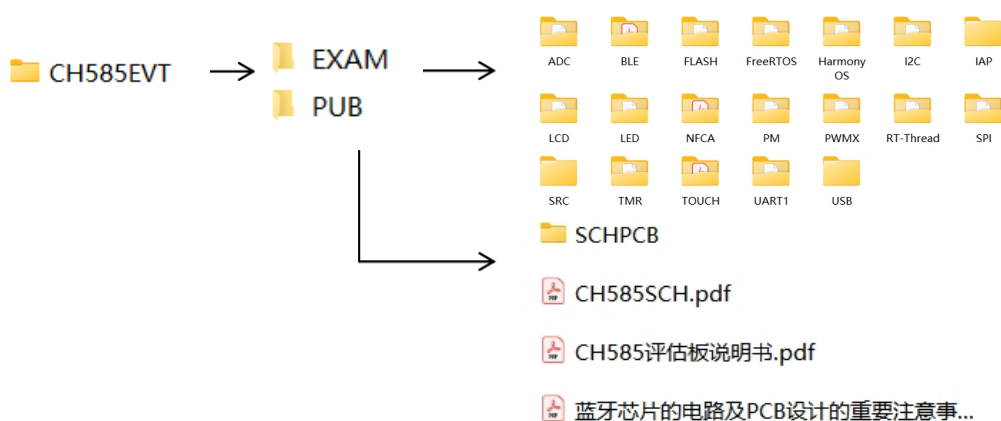 CH585EVT
EXAM
PUB
ADC BLE FLASH FreeRTOS Harmony OS I2C IAP
LCD LED NFCA PM PWMX RT-Thread SPI
SRC TMR TOUCH UART1 USB
SCHPCB
CH585SCH.pdf
CH585评估板说明书.pdf
蓝牙芯片的电路及PCB设计的重要注意事...